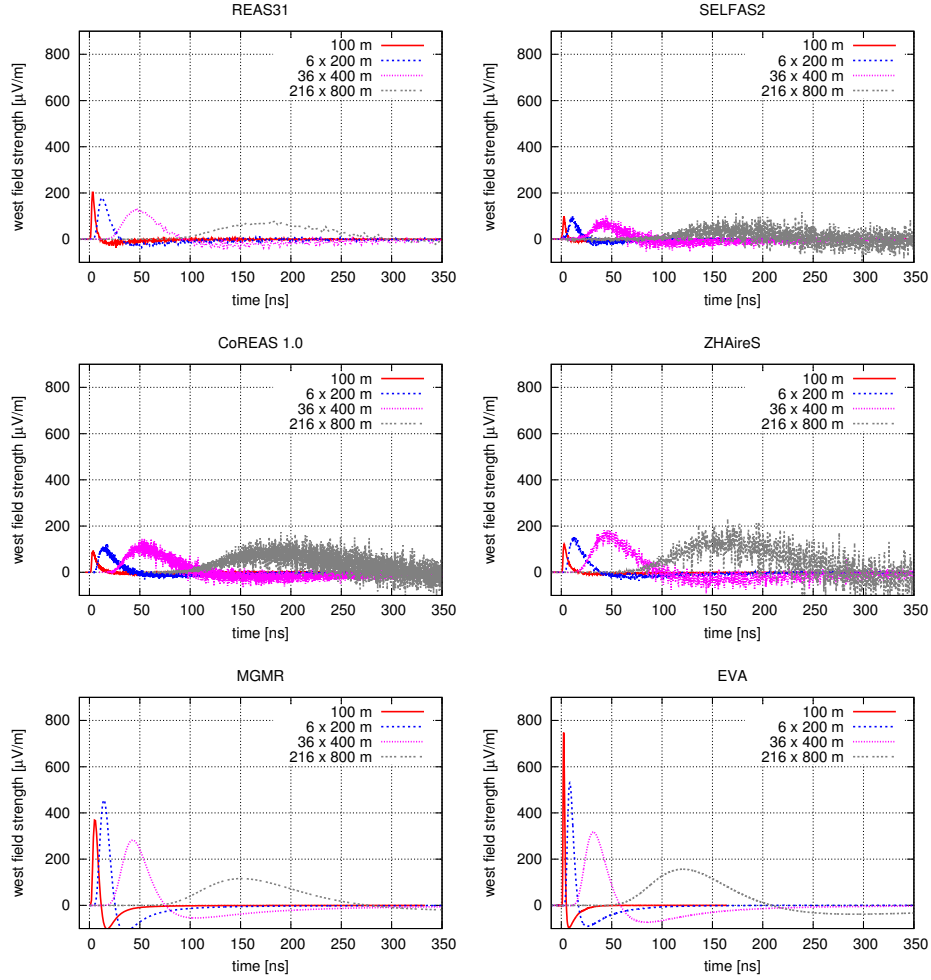 REAS31
west field strength [μV/m]
800
600
400
200
0
100 m
6 x 200 m
36 x 400 m
216 x 800 m
0 50 100 150 200 250 300 350
time [ns]
SELFAS2
west field strength [μV/m]
800
600
400
200
0
100 m
6 x 200 m
36 x 400 m
216 x 800 m
0 50 100 150 200 250 300 350
time [ns]
CoREAS 1.0
west field strength [μV/m]
800
600
400
200
0
100 m
6 x 200 m
36 x 400 m
216 x 800 m
0 50 100 150 200 250 300 350
time [ns]
ZHAireS
west field strength [μV/m]
800
600
400
200
0
100 m
6 x 200 m
36 x 400 m
216 x 800 m
0 50 100 150 200 250 300 350
time [ns]
MGMR
west field strength [μV/m]
800
600
400
200
0
100 m
6 x 200 m
36 x 400 m
216 x 800 m
0 50 100 150 200 250 300 350
time [ns]
EVA
west field strength [μV/m]
800
600
400
200
0
100 m
6 x 200 m
36 x 400 m
216 x 800 m
0 50 100 150 200 250 300 350
time [ns]